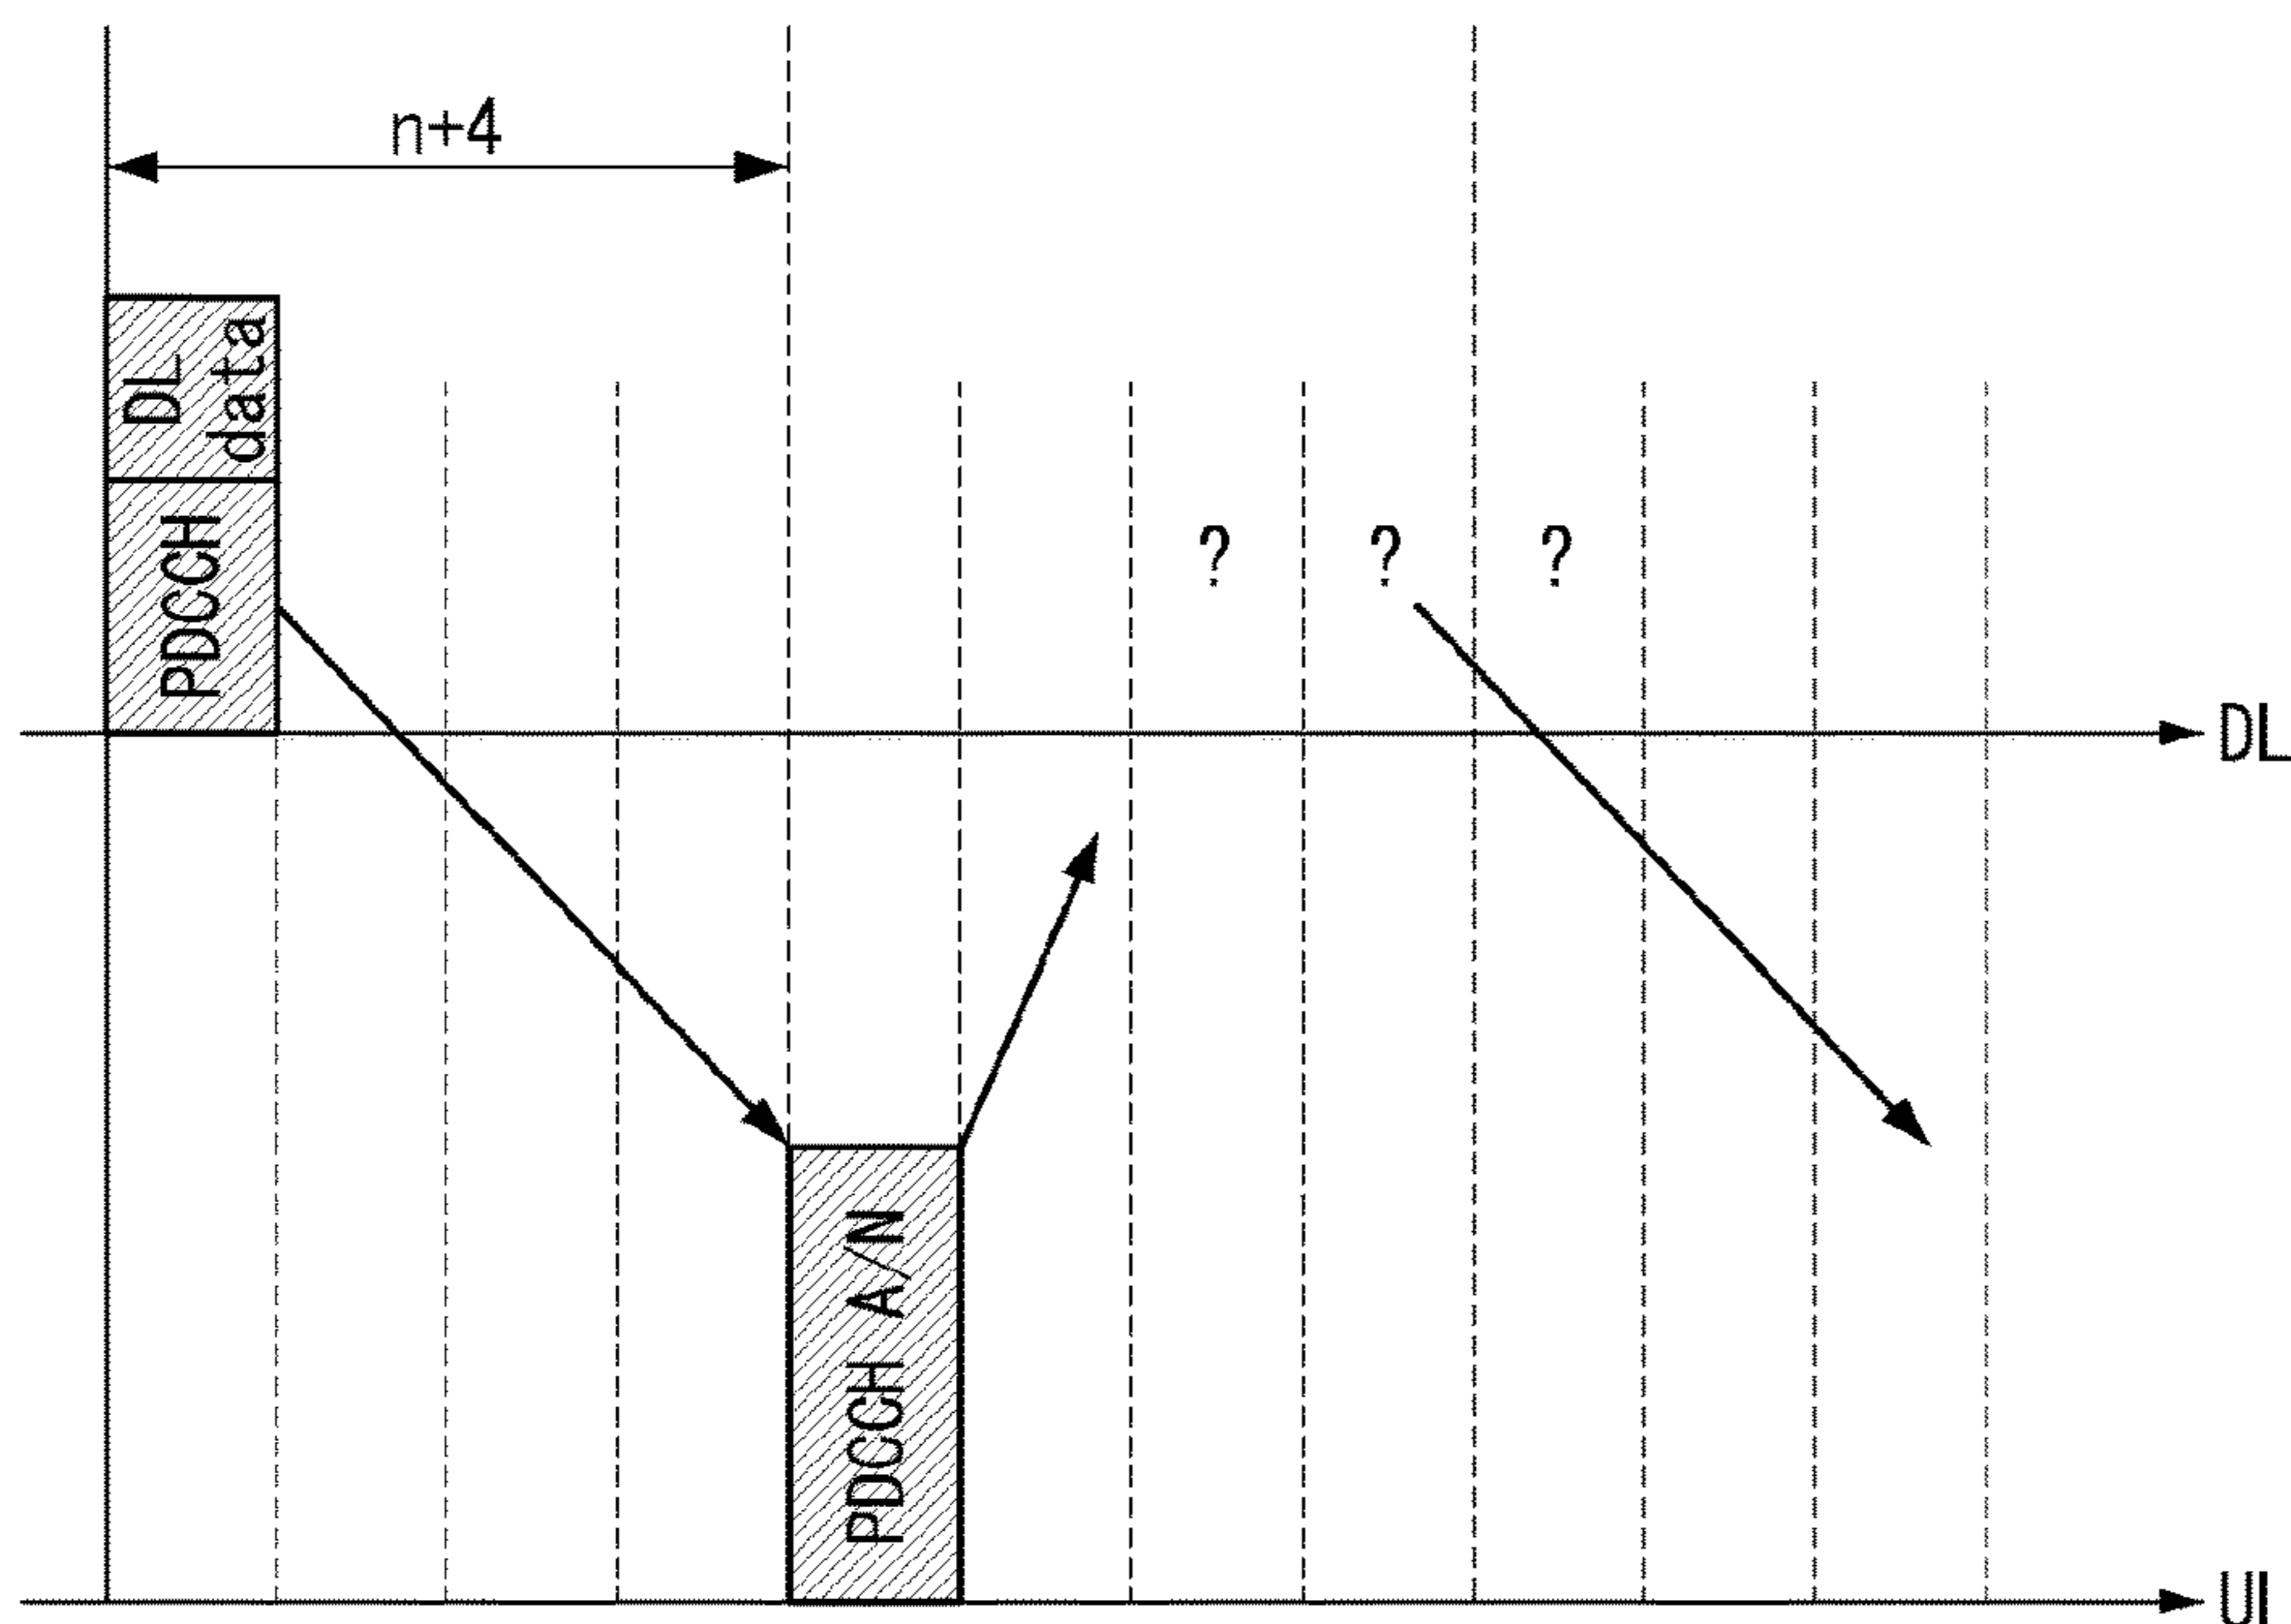 n+4
DL
data
PDCCH
? ? ?
DL
PDCCH A/N
UL